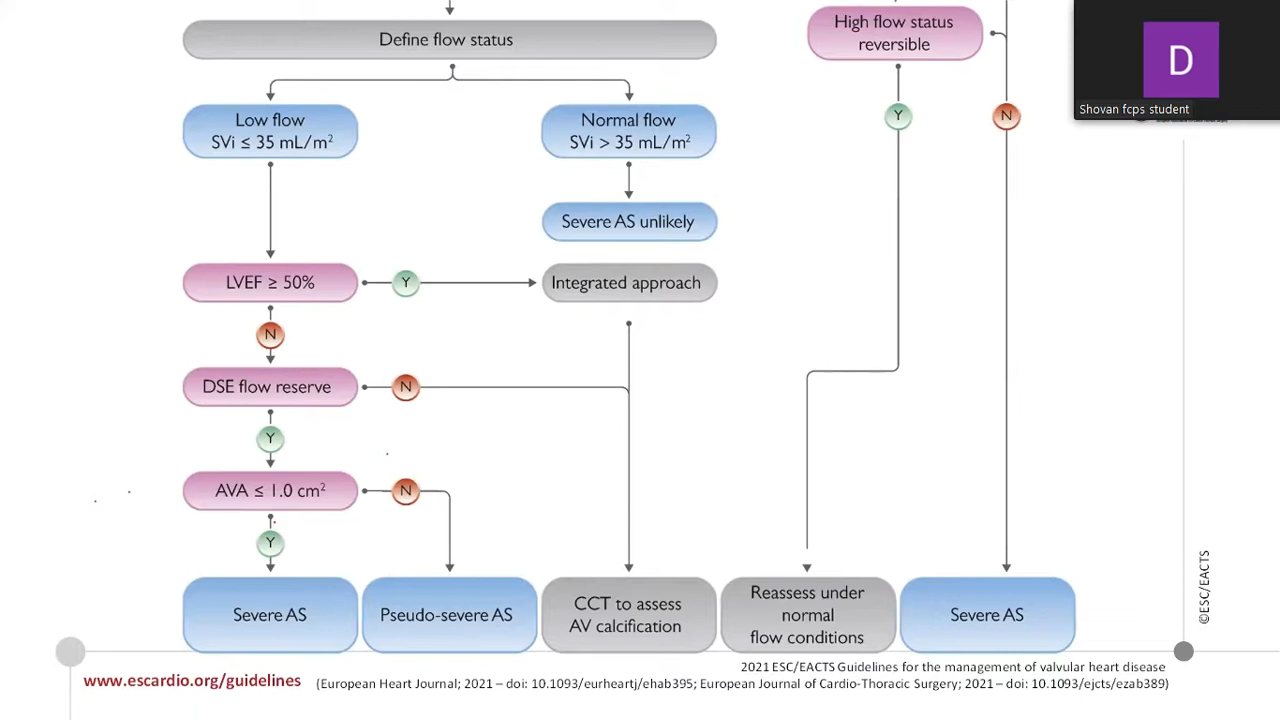 High flow status
reversible
D
Shovan fcps student
Define flow status
Y
N
Low flow
SVi ≤ 35 mL/m²
Normal flow
SVi > 35 mL/m²
Severe AS unlikely
LVEF ≥ 50%
Y
Integrated approach
N
DSE flow reserve
N
Y
AVA ≤ 1.0 cm²
N
Y
Severe AS
Pseudo-severe AS
CCT to assess
AV calcification
Reassess under
normal
flow conditions
Severe AS
©ESC/EACTS
www.escardio.org/guidelines
2021 ESC/EACTS Guidelines for the management of valvular heart disease
(European Heart Journal; 2021 – doi: 10.1093/eurheartj/ehab395; European Journal of Cardio-Thoracic Surgery; 2021 – doi: 10.1093/ejcts/ezab389)